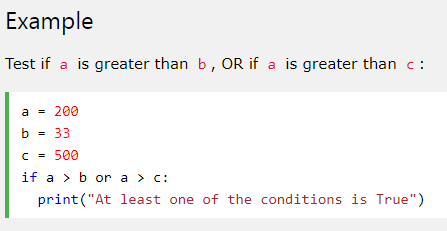 Example
Test if a is greater than b, OR if a is greater than c:
a = 200
b = 33
c = 500
if a > b or a > c:
  print("At least one of the conditions is True")